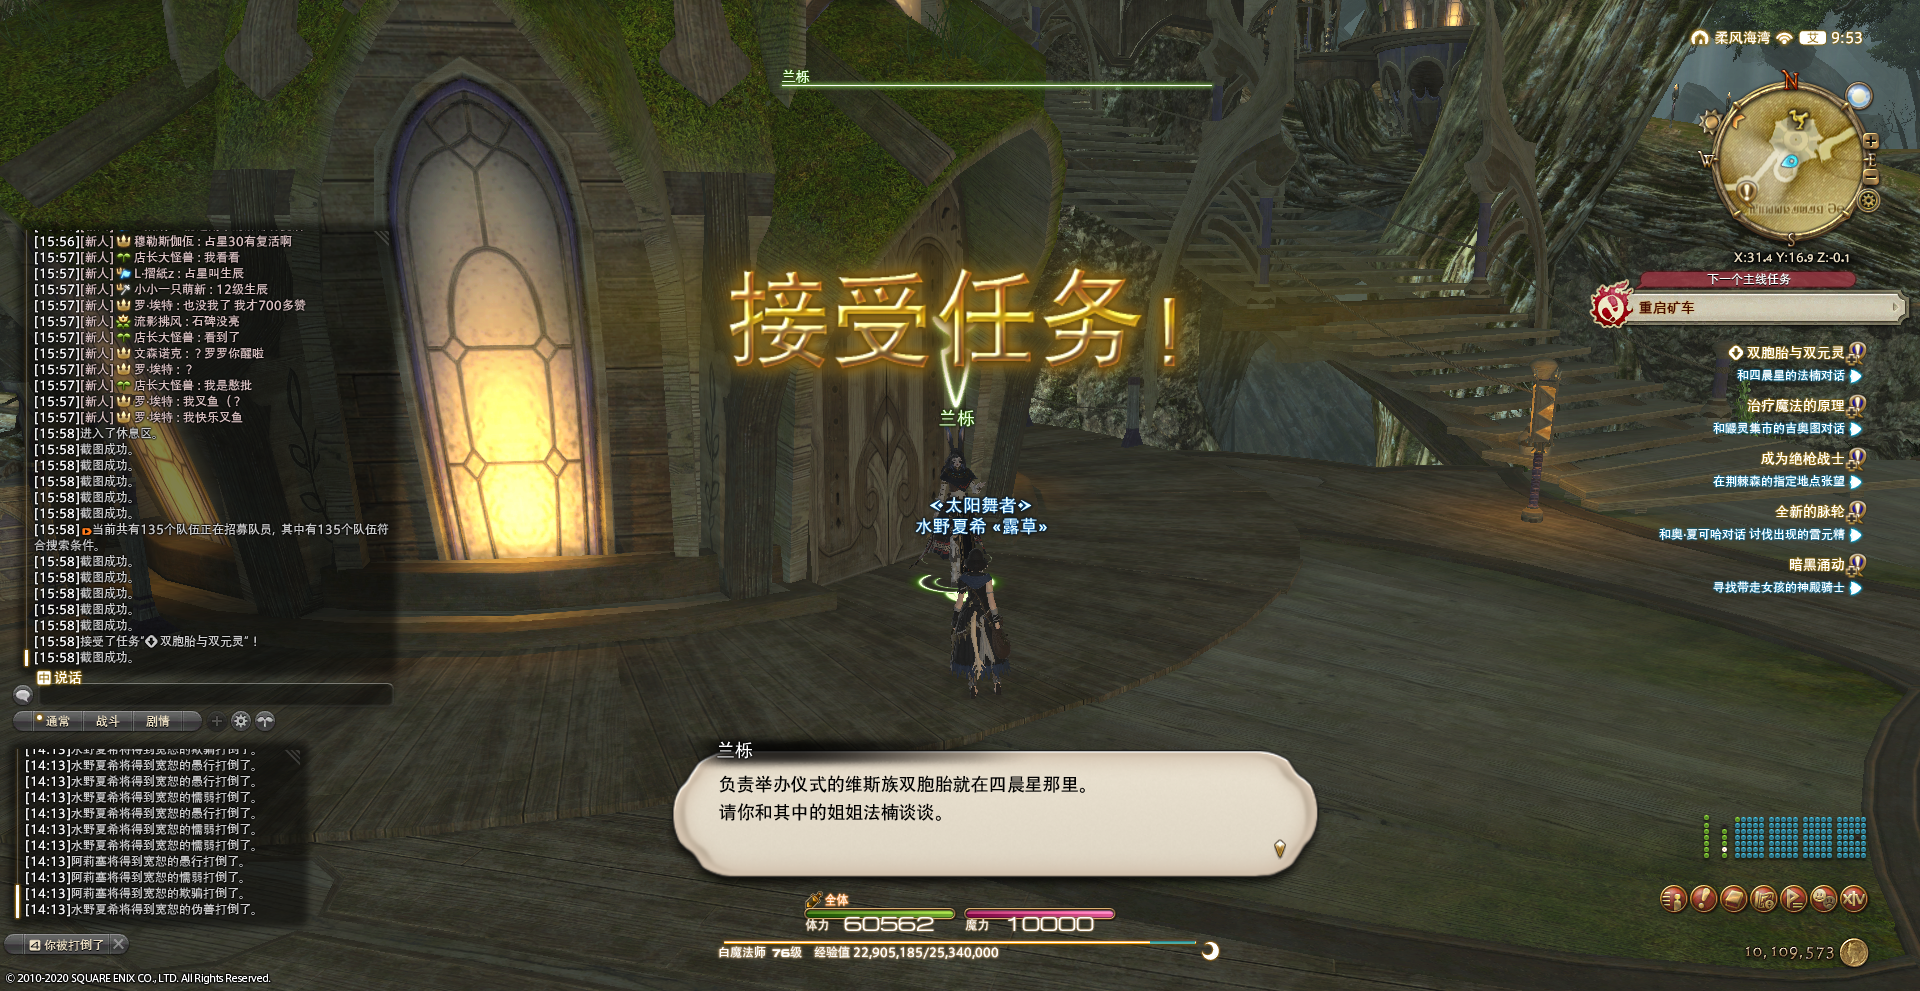 兰栎
柔风海湾 艾 9:53
N
W
E
S
X:31.4 Y:16.9 Z:-0.1
下一个主线任务
重启矿车
双胞胎与双元灵
和四晨星的法楠对话
治疗魔法的原理
和鼹灵集市的吉奥图对话
成为绝枪战士
在荆棘森的指定地点张望
全新的脉轮
和奥·夏可哈对话 讨伐出现的雷元精
暗黑涌动
寻找带走女孩的神殿骑士
接受任务！
兰栎
太阳舞者
水野夏希 «露草»
[15:56][新人]穆勒斯伽佤 : 占星30有复活啊
[15:57][新人]店长大怪兽 : 我看看
[15:57][新人]L-摺紙z : 占星叫生辰
[15:57][新人]小小一只萌新 : 12级生辰
[15:57][新人]罗·埃特 : 也没我了 我才700多赞
[15:57][新人]流影拂风 : 石碑没亮
[15:57][新人]店长大怪兽 : 看到了
[15:57][新人]文森诺克 : ？罗罗你醒啦
[15:57][新人]罗·埃特 : ？
[15:57][新人]店长大怪兽 : 我是憨批
[15:57][新人]罗·埃特 : 我叉鱼（？
[15:57][新人]罗·埃特 : 我快乐叉鱼
[15:58]进入了休息区。
[15:58]截图成功。
[15:58]截图成功。
[15:58]截图成功。
[15:58]截图成功。
[15:58]截图成功。
[15:58]当前共有135个队伍正在招募队员, 其中有135个队伍符
合搜索条件。
[15:58]截图成功。
[15:58]截图成功。
[15:58]截图成功。
[15:58]截图成功。
[15:58]截图成功。
[15:58]接受了任务“双胞胎与双元灵”！
[15:58]截图成功。
中 说话
通常 战斗 剧情
[14:13]水野夏希将得到宽恕的欺骗打倒了。
[14:13]水野夏希将得到宽恕的愚行打倒了。
[14:13]水野夏希将得到宽恕的愚行打倒了。
[14:13]水野夏希将得到宽恕的懦弱打倒了。
[14:13]水野夏希将得到宽恕的愚行打倒了。
[14:13]水野夏希将得到宽恕的懦弱打倒了。
[14:13]水野夏希将得到宽恕的懦弱打倒了。
[14:13]阿莉塞将得到宽恕的愚行打倒了。
[14:13]阿莉塞将得到宽恕的懦弱打倒了。
[14:13]阿莉塞将得到宽恕的欺骗打倒了。
[14:13]水野夏希将得到宽恕的伪善打倒了。
4 你被打倒了
兰栎
负责举办仪式的维斯族双胞胎就在四晨星那里。
请你和其中的姐姐法楠谈谈。
全体
体力 60562 魔力 10000
白魔法师 76级 经验值 22,905,185/25,340,000
10,109,573
© 2010-2020 SQUARE ENIX CO., LTD. All Rights Reserved.